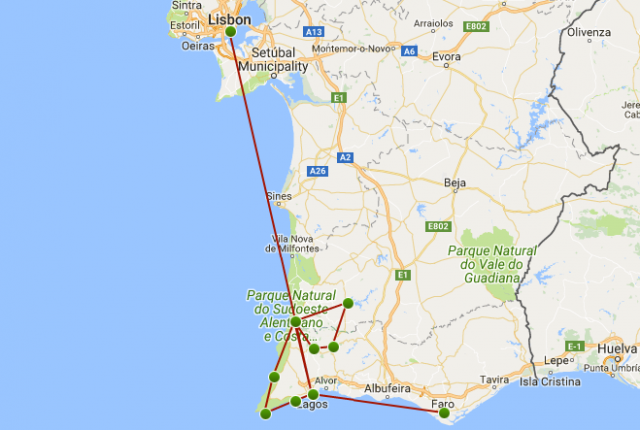 Sintra
Lisbon
Estoril
Oeiras
Setúbal
Municipality
A13
Montemor-o-Novo
A6
Arraiolos
E802
Evora
Olivenza
E1
A2
A26
Beja
Sines
E802
Vila Nova
de Milfontes
Parque Natural
do Vale do
Guadiana
E1
Parque Natural
do Sudoeste
Alentejano
e Costa...
Alvor
Lagos
Albufeira
Faro
Tavira
E-1
Huelva
Lepe
Punta Umbría
Isla Cristina